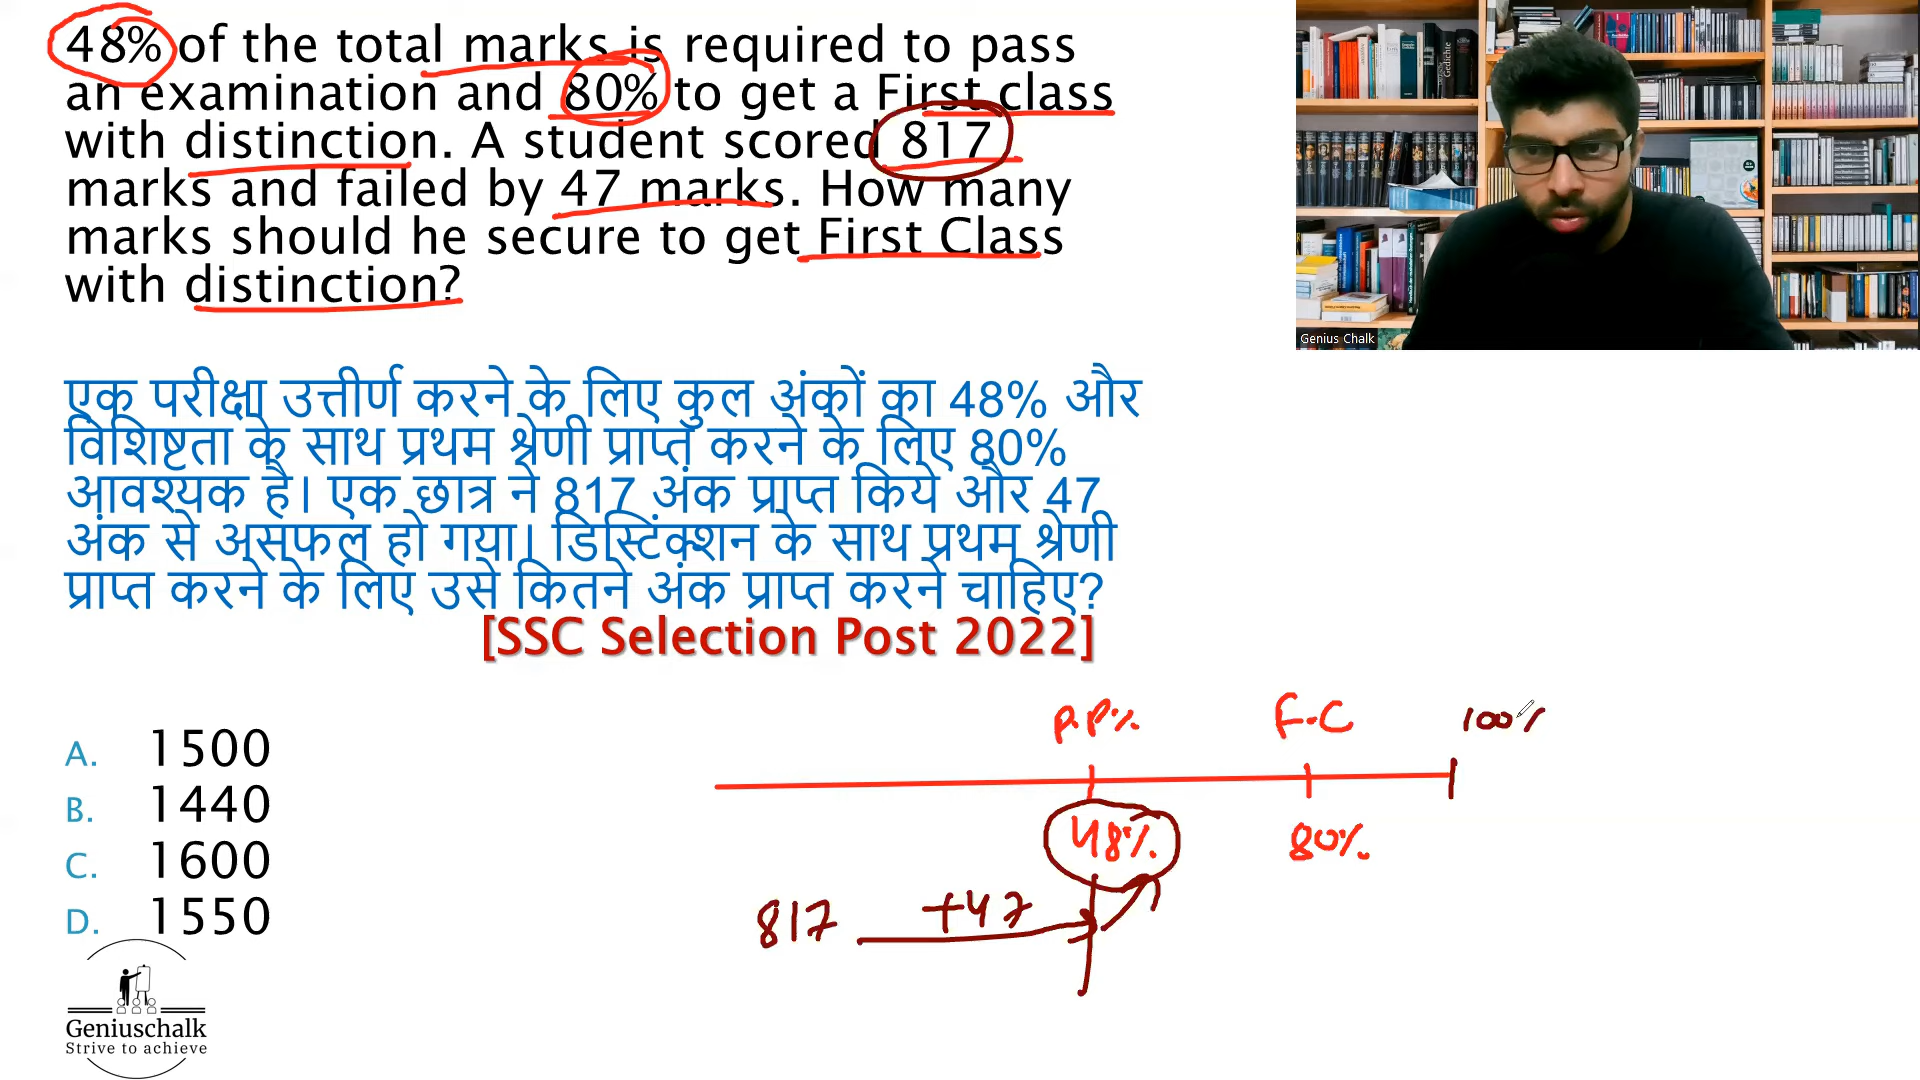 48% of the total marks is required to pass
an examination and 80% to get a First class
with distinction. A student scored 817
marks and failed by 47 marks. How many
marks should he secure to get First Class
with distinction?
Gedichte
Genius Chalk
एक परीक्षा उत्तीर्ण करने के लिए कुल अंकों का 48% और
विशिष्टता के साथ प्रथम श्रेणी प्राप्त करने के लिए 80%
आवश्यक है। एक छात्र ने 817 अंक प्राप्त किये और 47
अंक से असफल हो गया। डिस्टिंक्शन के साथ प्रथम श्रेणी
प्राप्त करने के लिए उसे कितने अंक प्राप्त करने चाहिए?
[SSC Selection Post 2022]
A. 1500
B. 1440
C. 1600
D. 1550
P.P% F.C 100%
48% 80%
817 +47
Geniuschalk
Strive to achieve